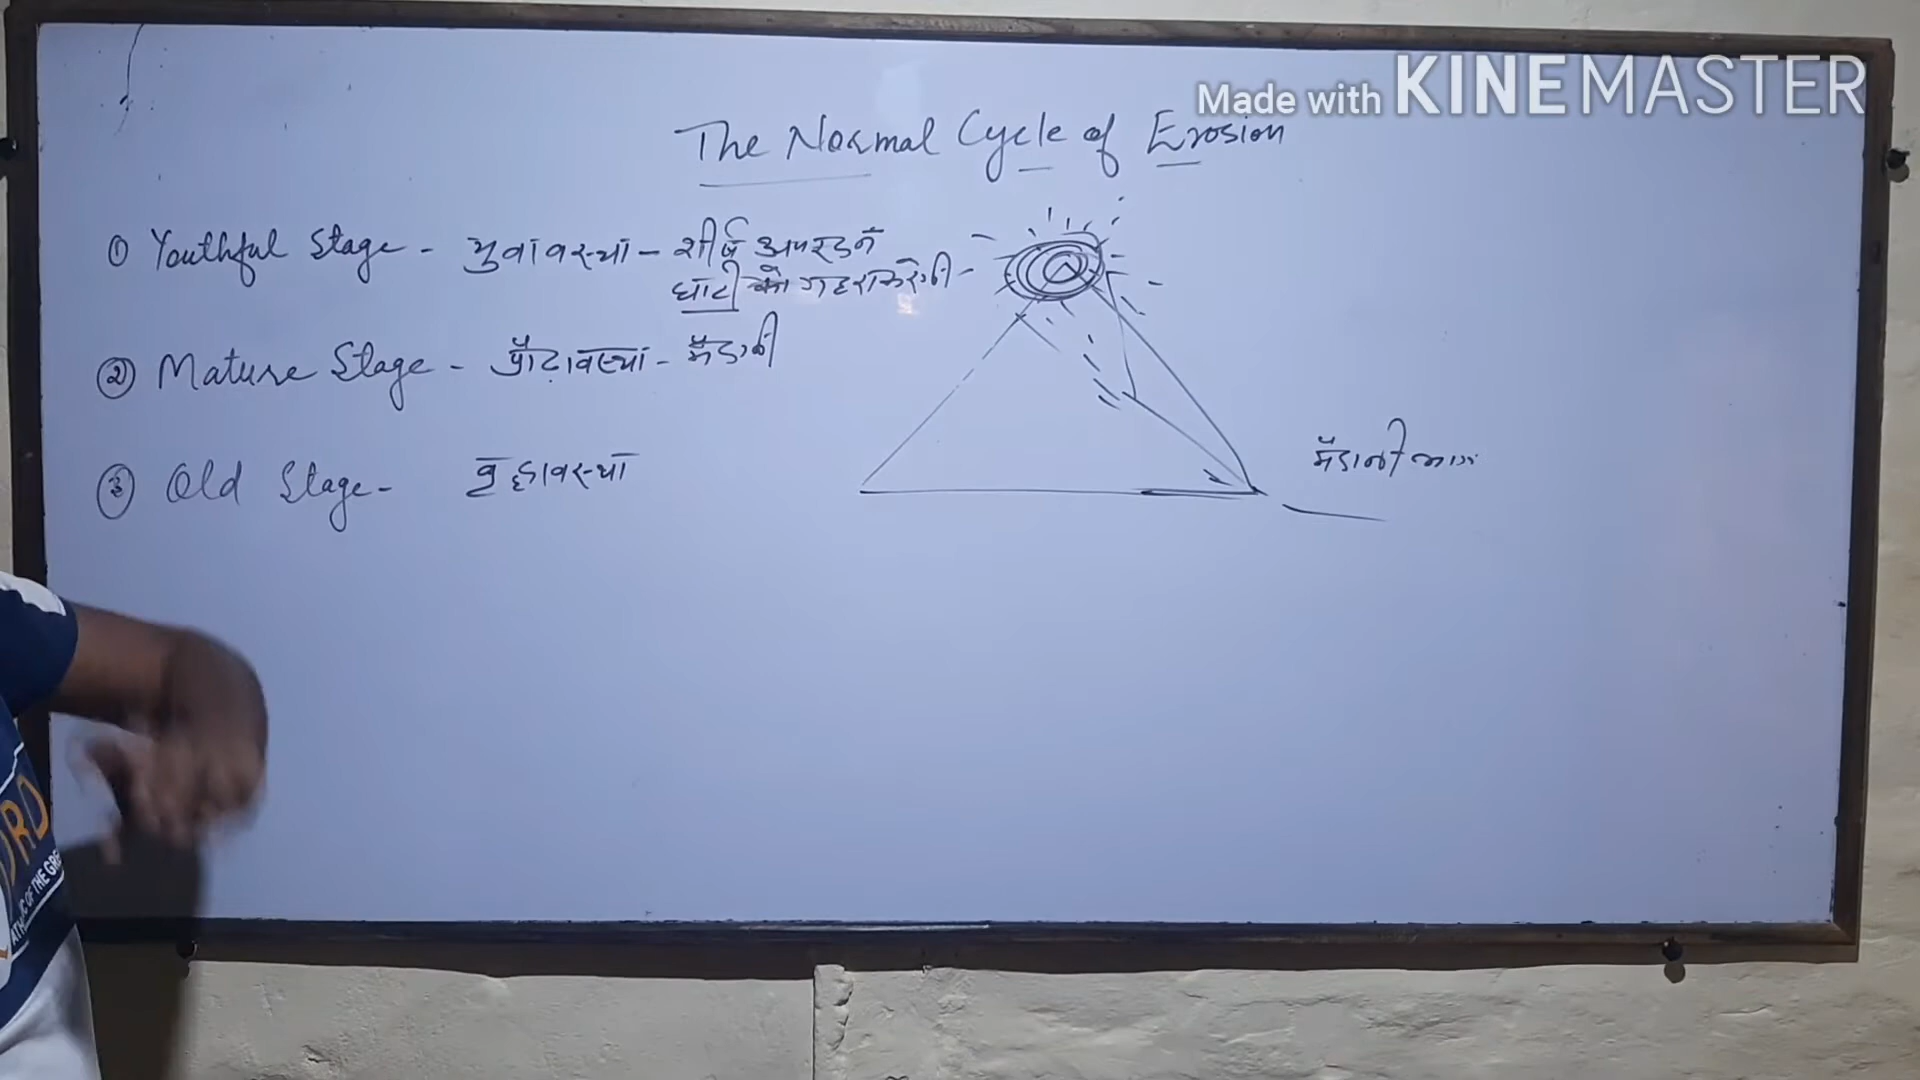 Made with KINEMASTER
The Normal Cycle of Erosion
① Youthful Stage - युवावस्था - शीर्ष अपरदन
घाटी को गहरा करेगी -
② Mature Stage - प्रौढ़ावस्था - मैदानी
③ Old Stage - वृद्धावस्था
मैदानी भाग